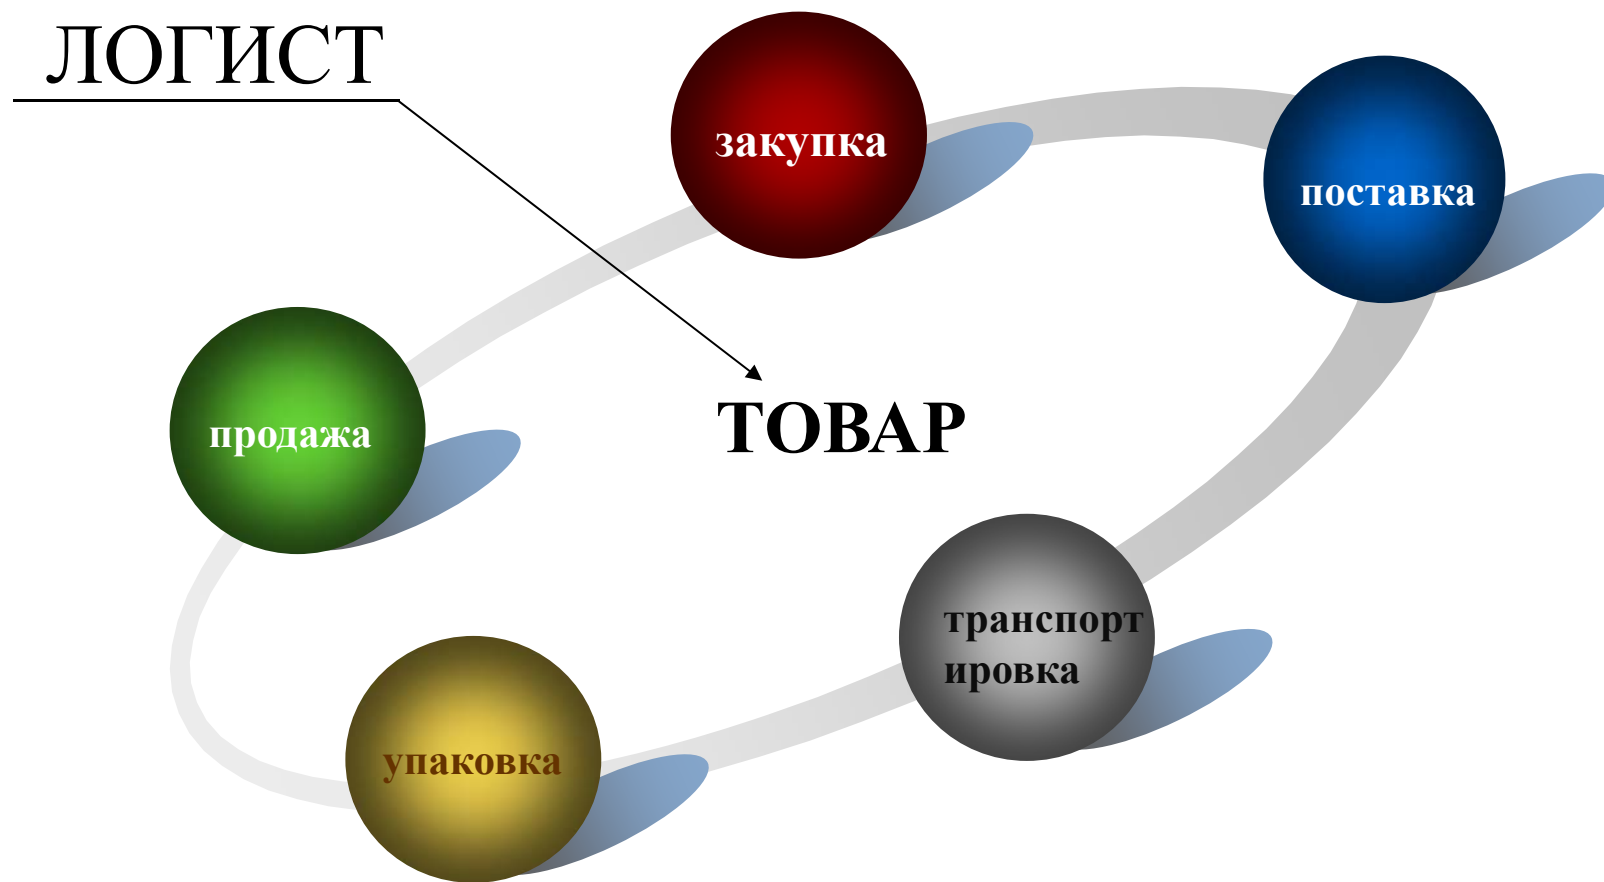 ЛОГИСТ
закупка
поставка
продажа
ТОВАР
транспорт
ировка
упаковка